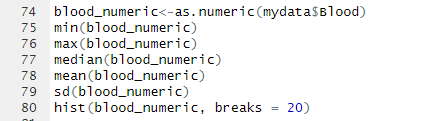 74 blood_numeric<-as.numeric(mydata$Blood)
75 min(blood_numeric)
76 max(blood_numeric)
77 median(blood_numeric)
78 mean(blood_numeric)
79 sd(blood_numeric)
80 hist(blood_numeric, breaks = 20)